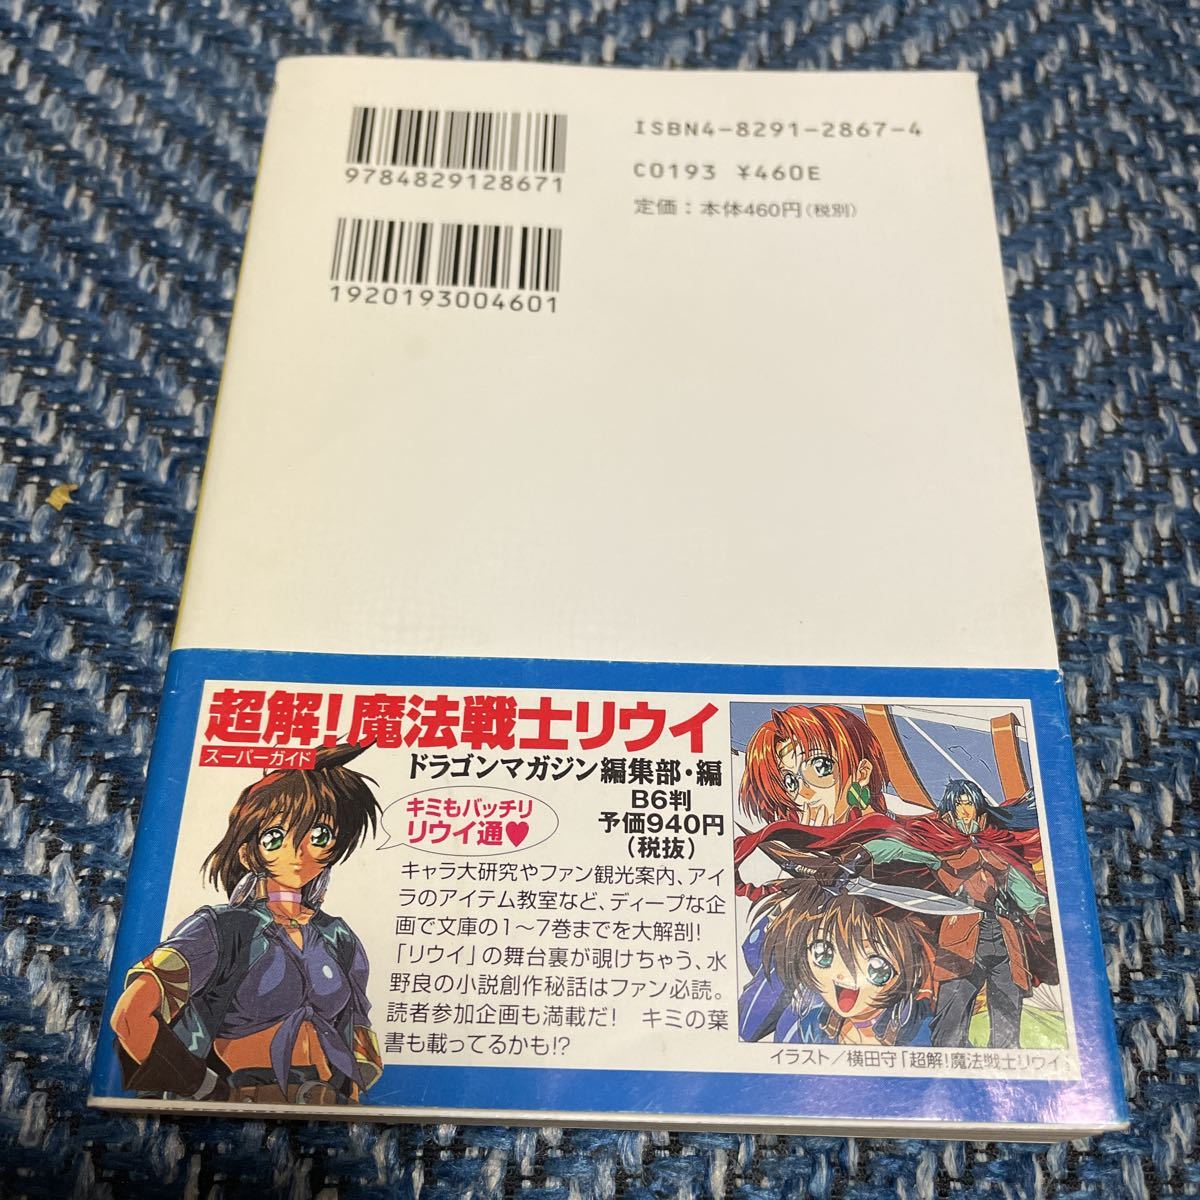 ISBN4-8291-2867-4
C0193 ¥460E
定価：本体460円（税別）
9784829128671
1920193004601
超解！魔法戦士リウイ
スーパーガイド
ドラゴンマガジン編集部・編
B6判
予価940円
（税抜）
キミもバッチリ
リウイ通♥
キャラ大研究やファン観光案内、アイ
ラのアイテム教室など、ディープな企
画で文庫の1～7巻までを大解剖！
「リウイ」の舞台裏が覗けちゃう、水
野良の小説創作秘話はファン必読。
読者参加企画も満載だ！　キミの葉
書も載ってるかも!?
イラスト／横田守「超解！魔法戦士リウイ」